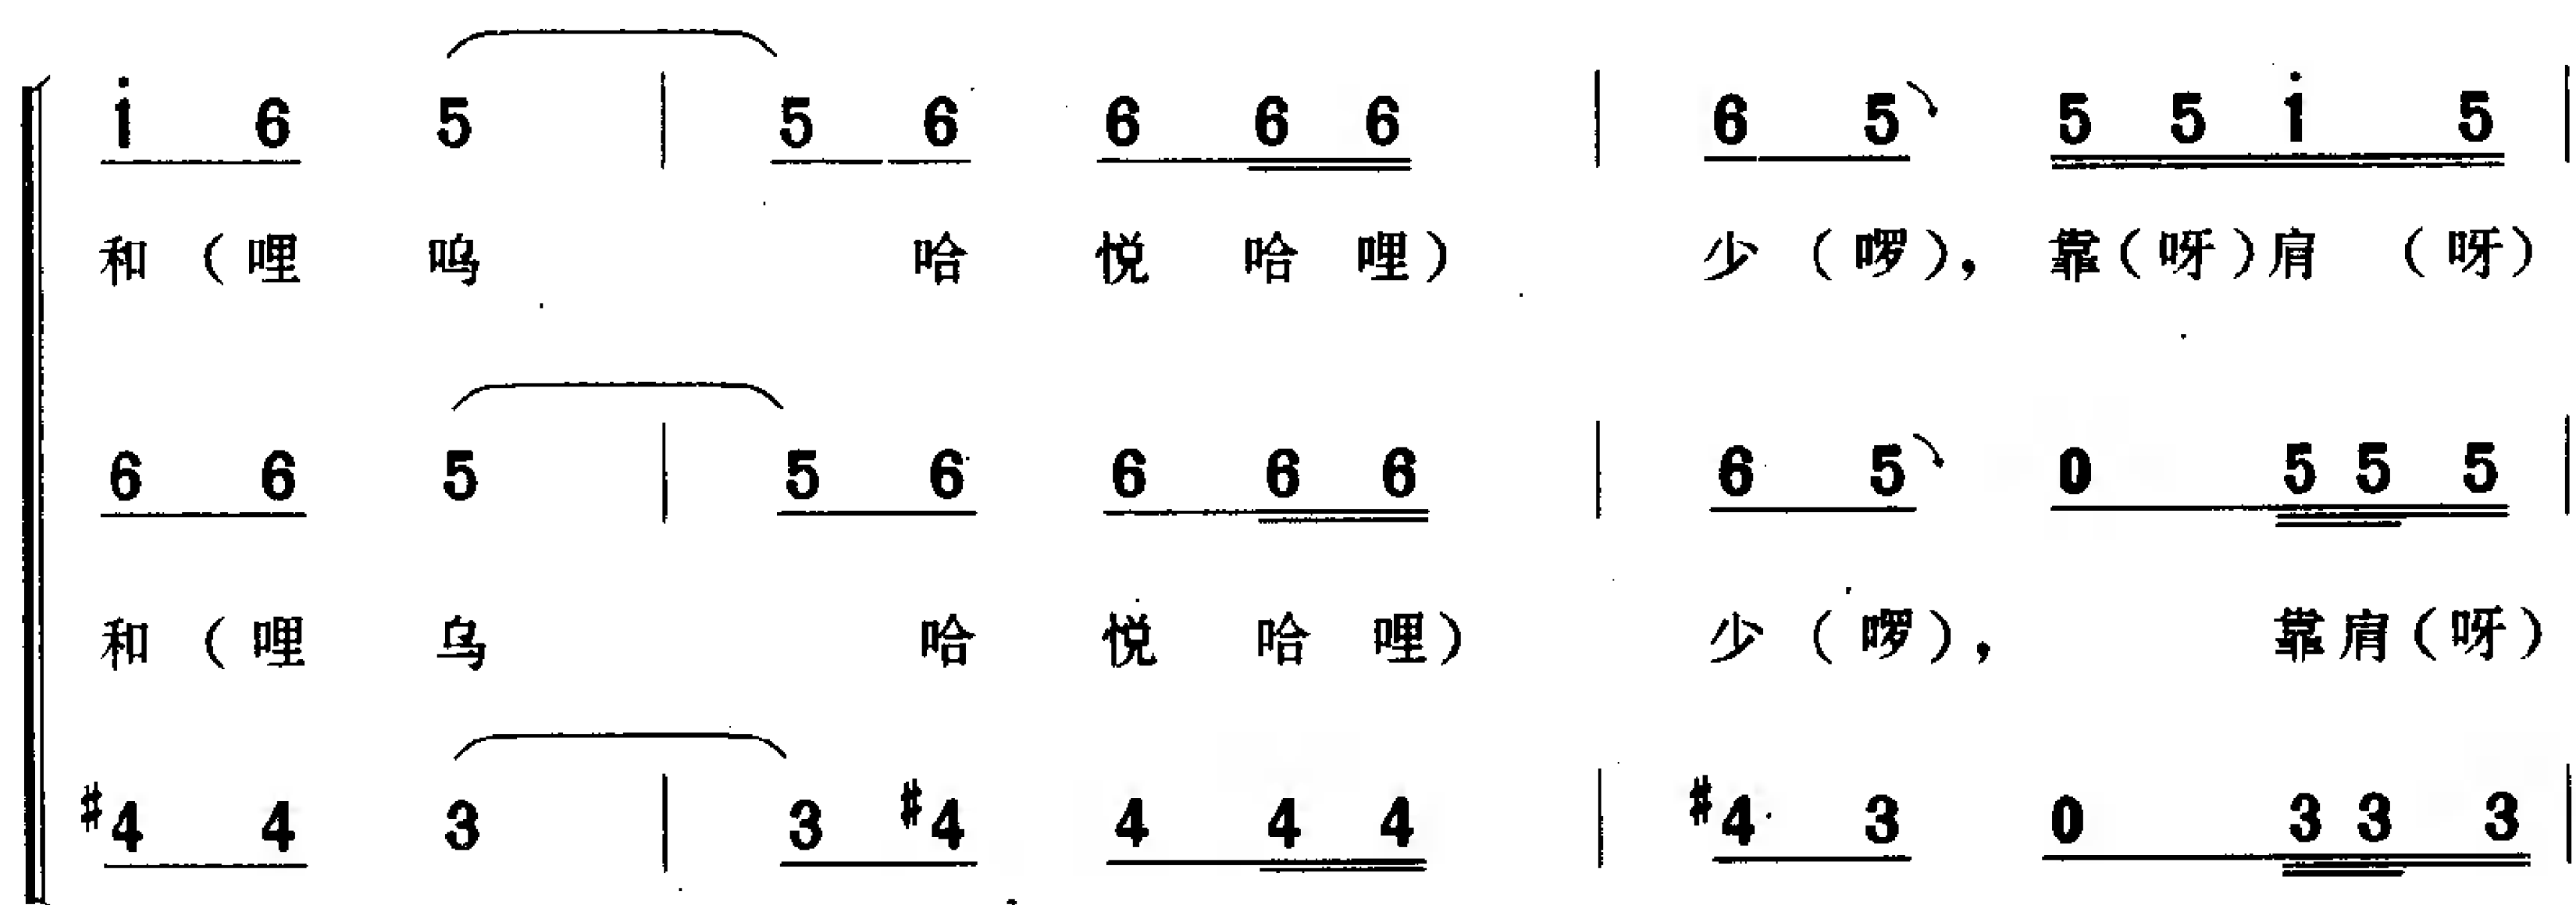 i 6 5 | 5 6 6 6 6 | 6 5 5 5 i 5 |
和（哩 呜 哈 悦 哈 哩） 少（啰），靠（呀）肩（呀）
6 6 5 | 5 6 6 6 6 | 6 5 0 5 5 5 |
和（哩 乌 哈 悦 哈 哩） 少（啰）， 靠肩（呀）
#4 4 3 | 3 #4 4 4 4 | #4 3 0 3 3 3 |